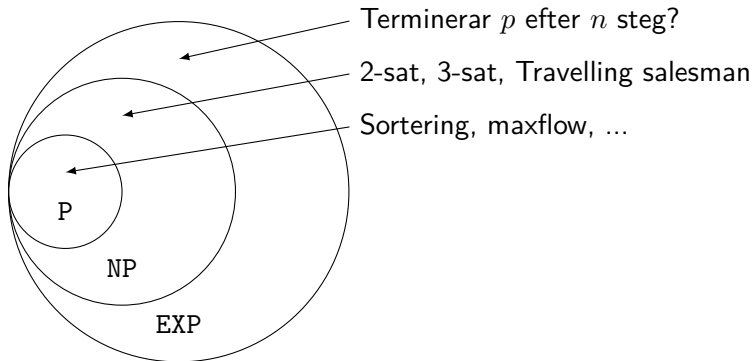 Terminerar p efter n steg?
2-sat, 3-sat, Travelling salesman
Sortering, maxflow, ...
P
NP
EXP